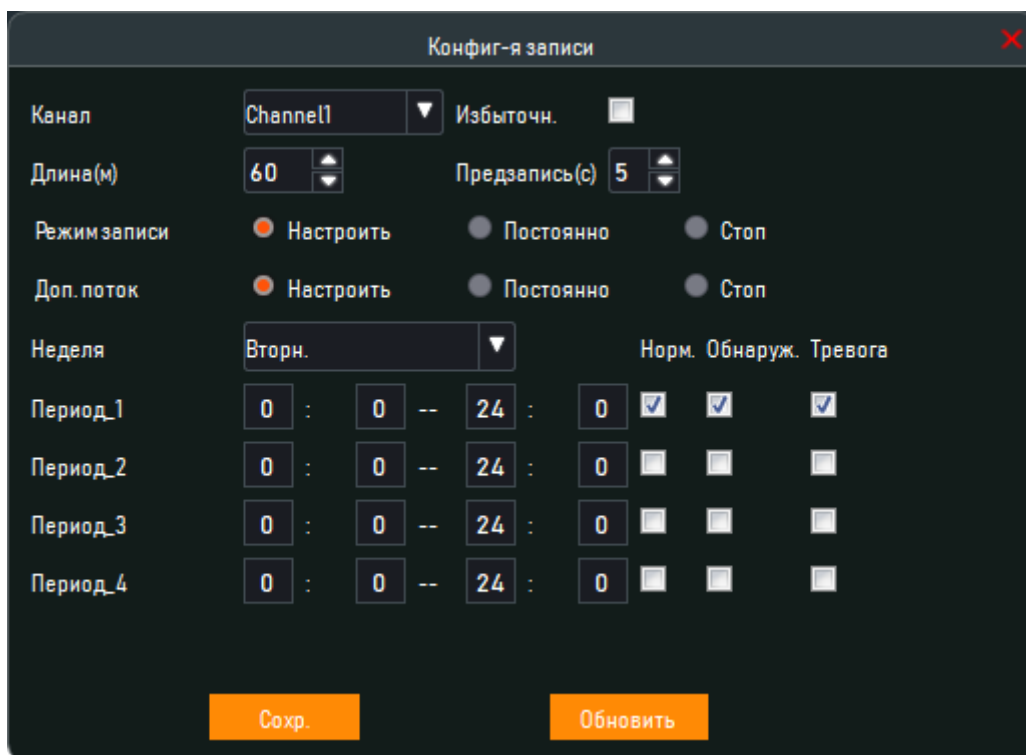 Конфиг-я записи
Канал Channel1 Избыточн.
Длина(м) 60 Предзапись(с) 5
Режим записи Настроить Постоянно Стоп
Доп. поток Настроить Постоянно Стоп
Неделя Вторн. Норм. Обнаруж. Тревога
Период_1 0 : 0 -- 24 : 0
Период_2 0 : 0 -- 24 : 0
Период_3 0 : 0 -- 24 : 0
Период_4 0 : 0 -- 24 : 0
Сохр. Обновить